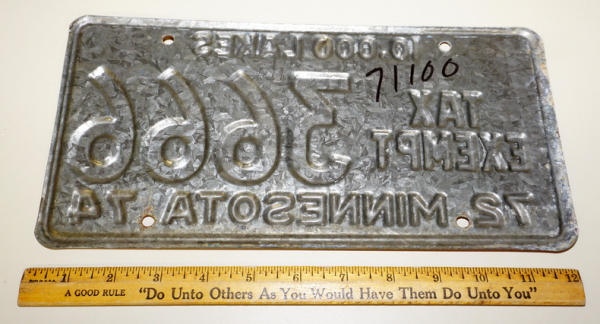 10,000 LAKES
71100
TAX
EXEMPT
3666
72 MINNESOTA 74
1 2 3 4 5 6 7 8 9 10 11 12
A GOOD RULE "Do Unto Others As You Would Have Them Do Unto You"